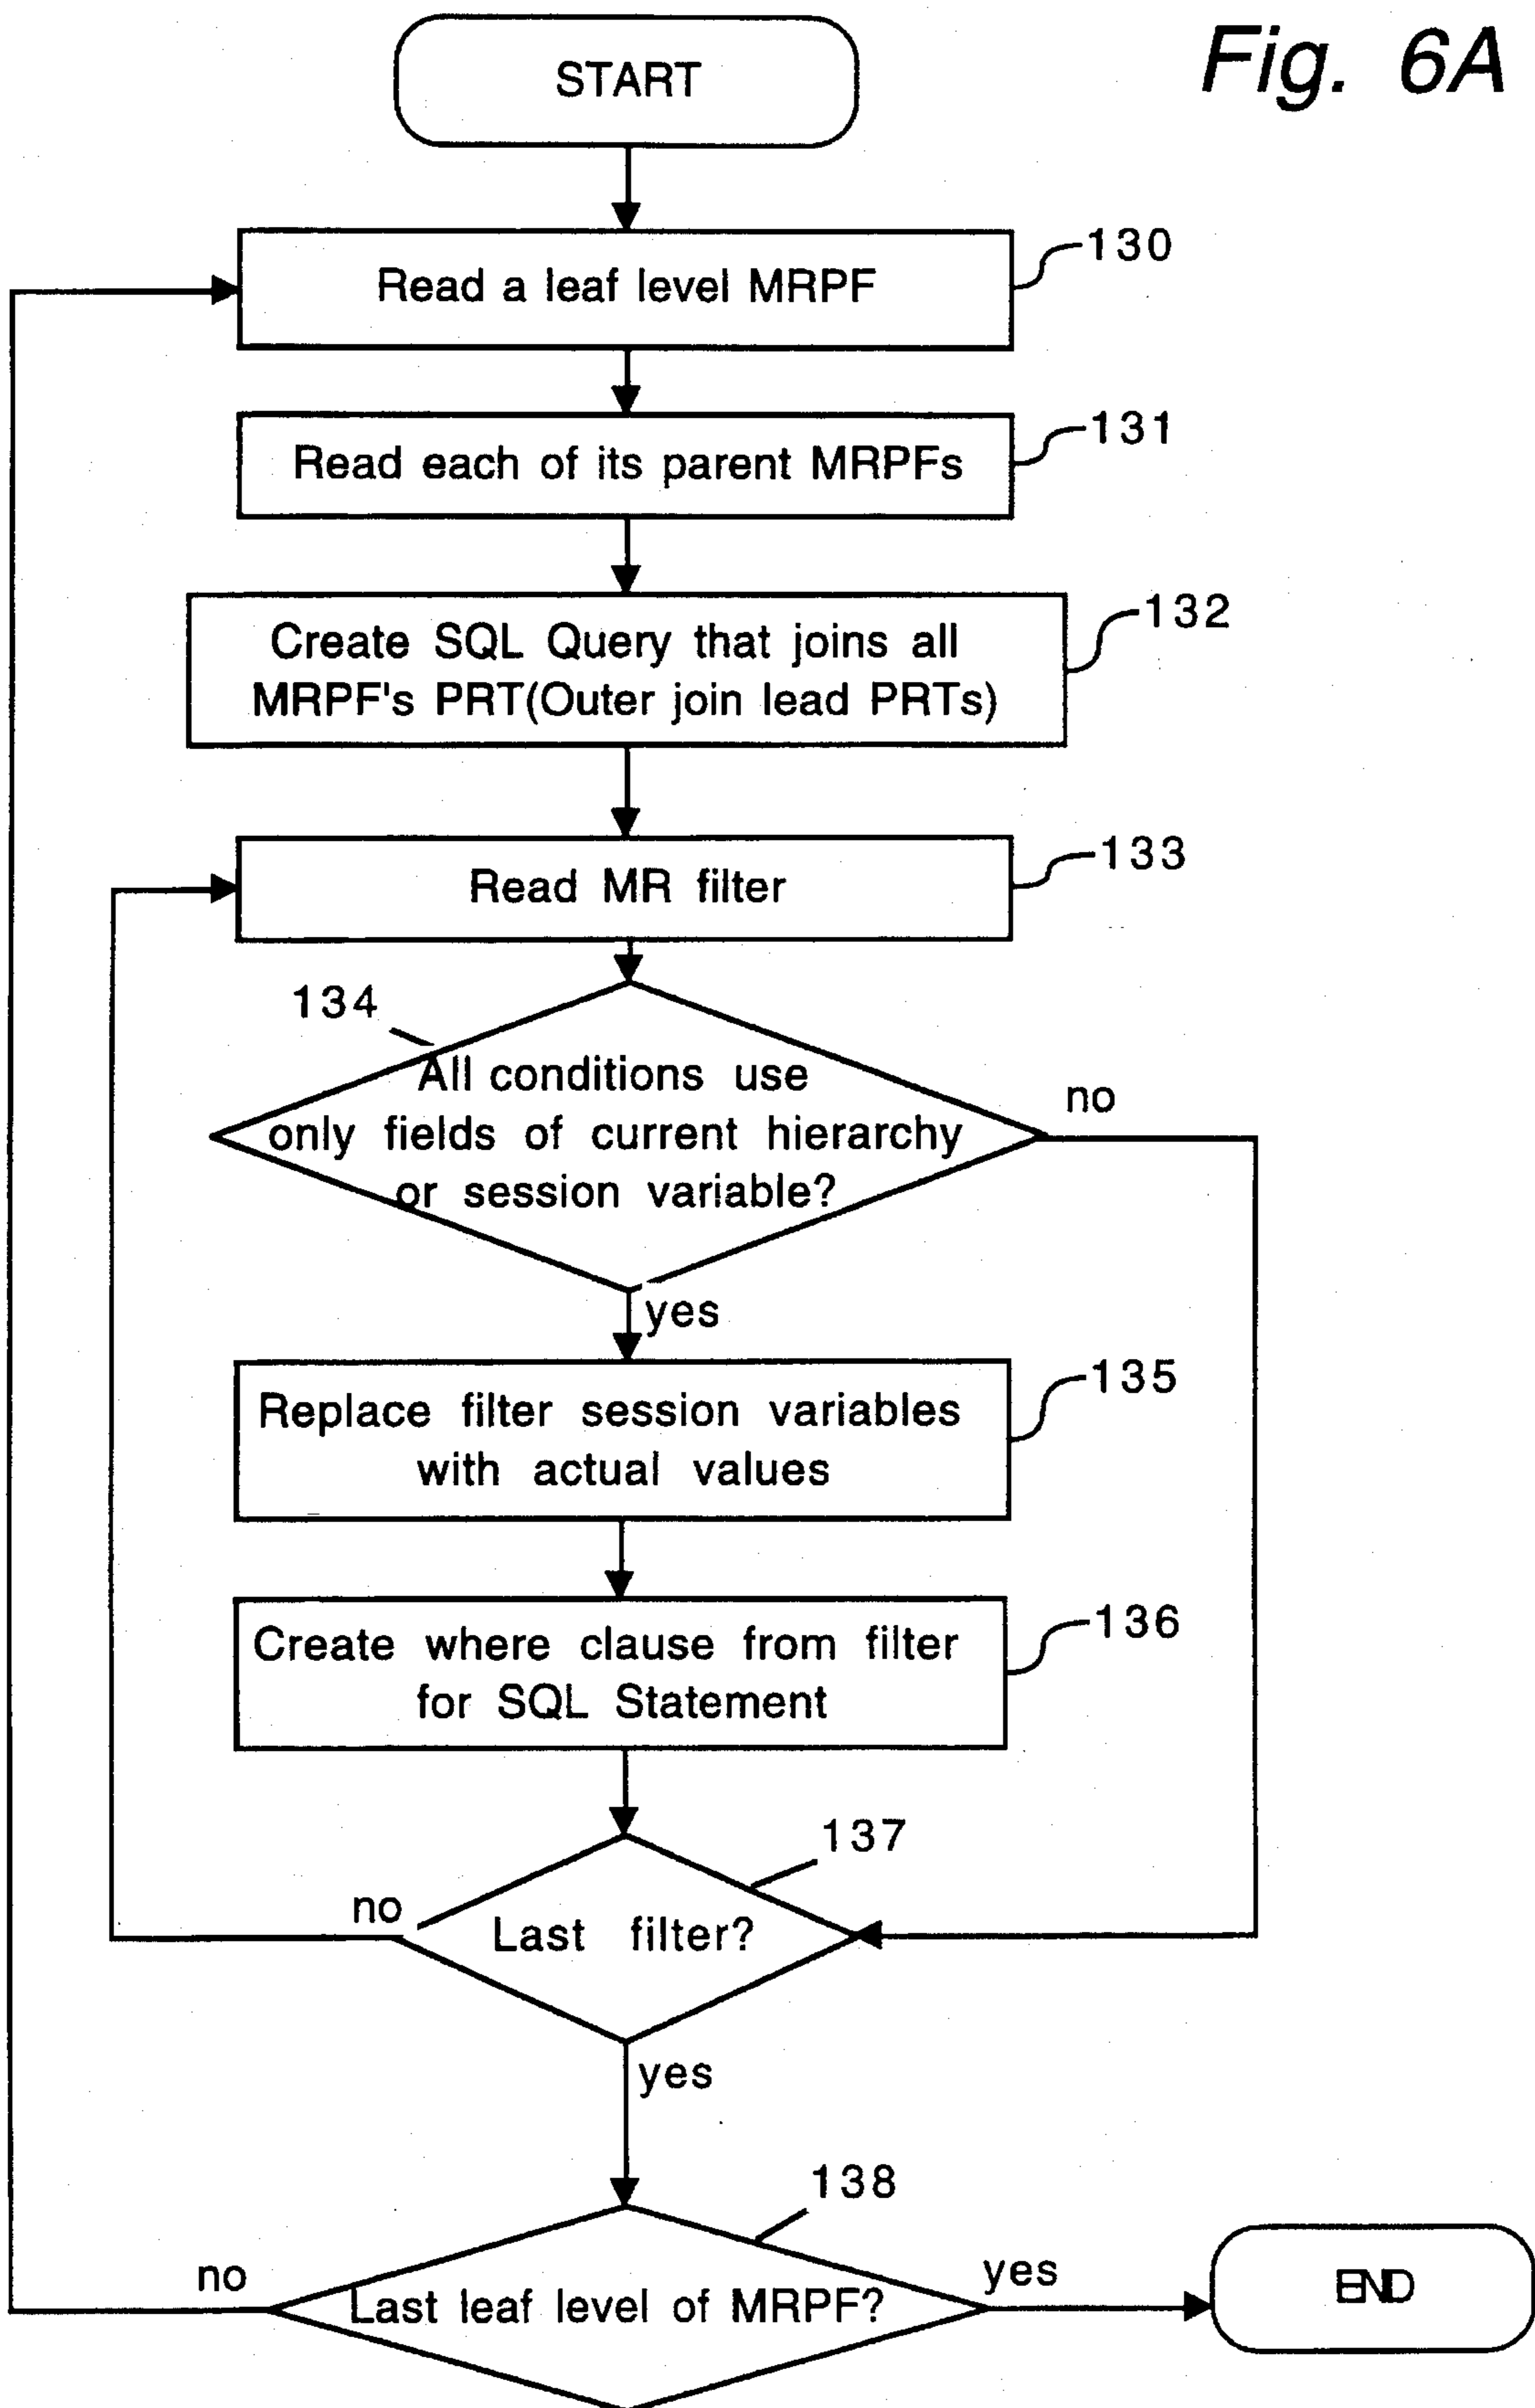 Fig. 6A
START
130
Read a leaf level MRPF
131
Read each of its parent MRPFs
132
Create SQL Query that joins all
MRPF's PRT(Outer join lead PRTs)
133
Read MR filter
134
All conditions use
only fields of current hierarchy
or session variable?
no
yes
135
Replace filter session variables
with actual values
136
Create where clause from filter
for SQL Statement
137
no
Last filter?
yes
138
no
Last leaf level of MRPF?
yes
END